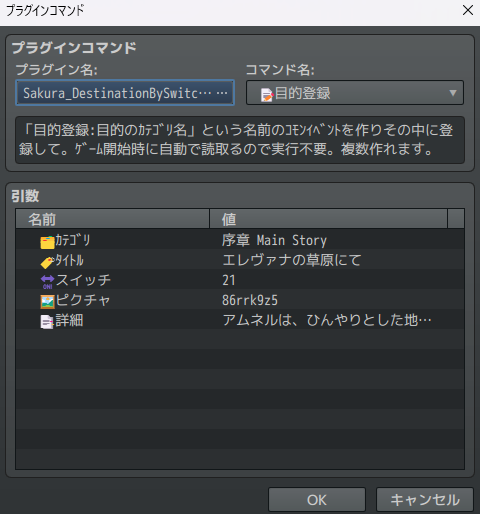 プラグインコマンド
プラグインコマンド
プラグイン名:
コマンド名:
Sakura_DestinationBySwitc… …
目的登録
「目的登録:目的のｶﾃｺﾞﾘ名」という名前のｺﾓﾝｲﾍﾞﾝﾄを作りその中に登
録して。ｹﾞｰﾑ開始時に自動で読取るので実行不要。複数作れます。
引数
名前 値
ｶﾃｺﾞﾘ 序章 Main Story
ﾀｲﾄﾙ エレヴァナの草原にて
ON! スイッチ 21
ピクチャ 86rrk9z5
詳細 アムネルは、ひんやりとした地…
OK キャンセル